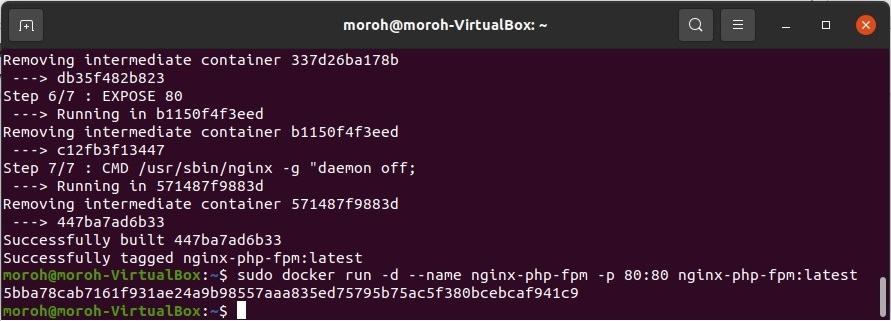 moroh@moroh-VirtualBox: ~
Removing intermediate container 337d26ba178b
 ---> db35f482b823
Step 6/7 : EXPOSE 80
 ---> Running in b1150f4f3eed
Removing intermediate container b1150f4f3eed
 ---> c12fb3f13447
Step 7/7 : CMD /usr/sbin/nginx -g "daemon off;
 ---> Running in 571487f9883d
Removing intermediate container 571487f9883d
 ---> 447ba7ad6b33
Successfully built 447ba7ad6b33
Successfully tagged nginx-php-fpm:latest
moroh@moroh-VirtualBox:~$ sudo docker run -d --name nginx-php-fpm -p 80:80 nginx-php-fpm:latest
5bba78cab7161f931ae24a9b98557aaa835ed75795b75ac5f380bcebcaf941c9
moroh@moroh-VirtualBox:~$